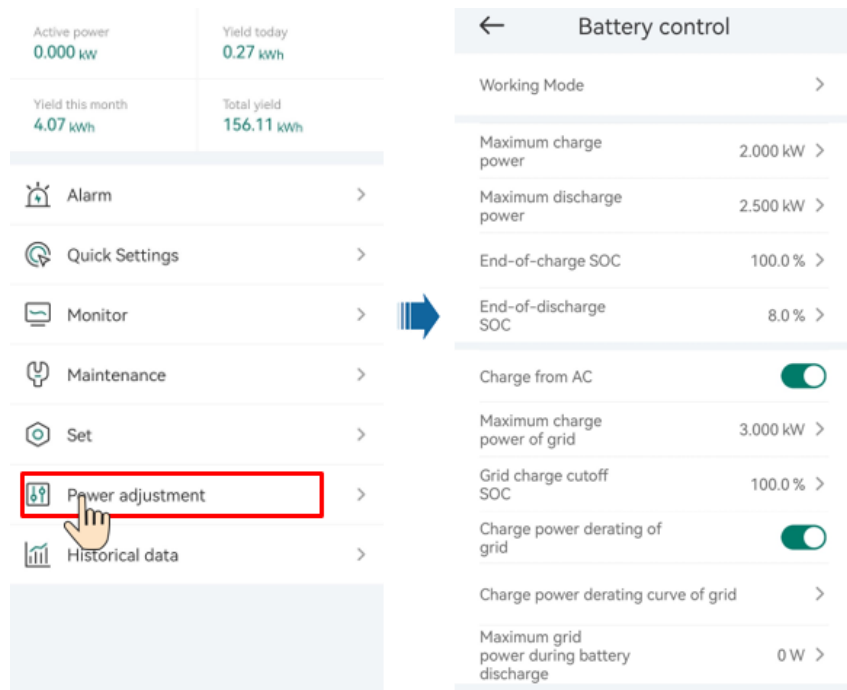 Active power
0.000 kW
Yield today
0.27 kWh
Yield this month
4.07 kWh
Total yield
156.11 kWh
Alarm
Quick Settings
Monitor
Maintenance
Set
Power adjustment
Historical data
Battery control
Working Mode
Maximum charge
power
2.000 kW
Maximum discharge
power
2.500 kW
End-of-charge SOC
100.0 %
End-of-discharge
SOC
8.0 %
Charge from AC
Maximum charge
power of grid
3.000 kW
Grid charge cutoff
SOC
100.0 %
Charge power derating of
grid
Charge power derating curve of grid
Maximum grid
power during battery
discharge
0 W